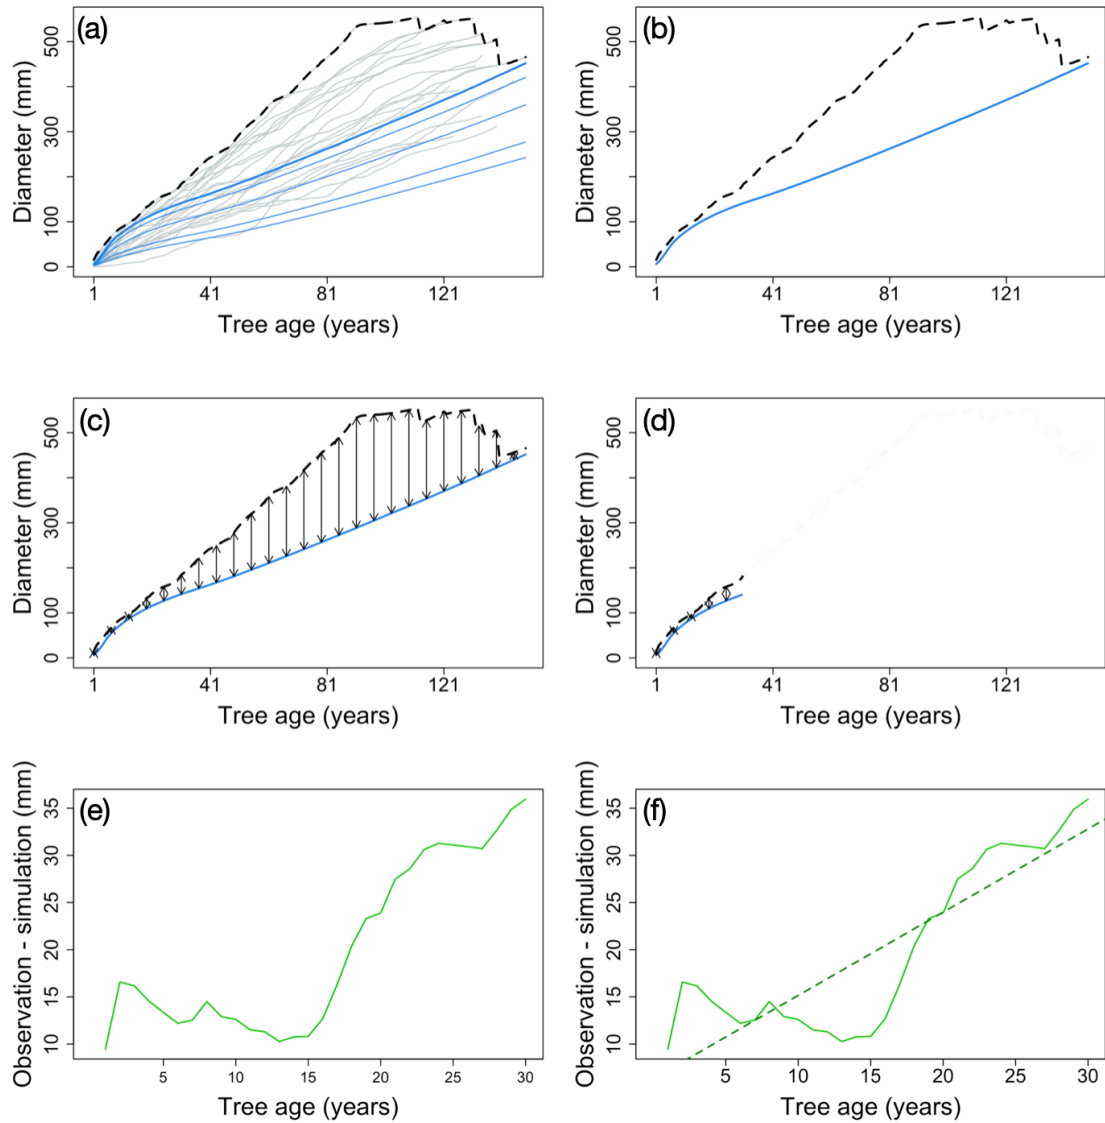 (a)
Diameter (mm)
500
300
100
0
1 41 81 121
Tree age (years)
(b)
Diameter (mm)
500
300
100
0
1 41 81 121
Tree age (years)
(c)
Diameter (mm)
500
300
100
0
1 41 81 121
Tree age (years)
(d)
Diameter (mm)
500
300
100
0
1 41 81 121
Tree age (years)
(e)
Observation - simulation (mm)
35
30
25
20
15
10
5 10 15 20 25 30
Tree age (years)
(f)
Observation - simulation (mm)
35
30
25
20
15
10
5 10 15 20 25 30
Tree age (years)